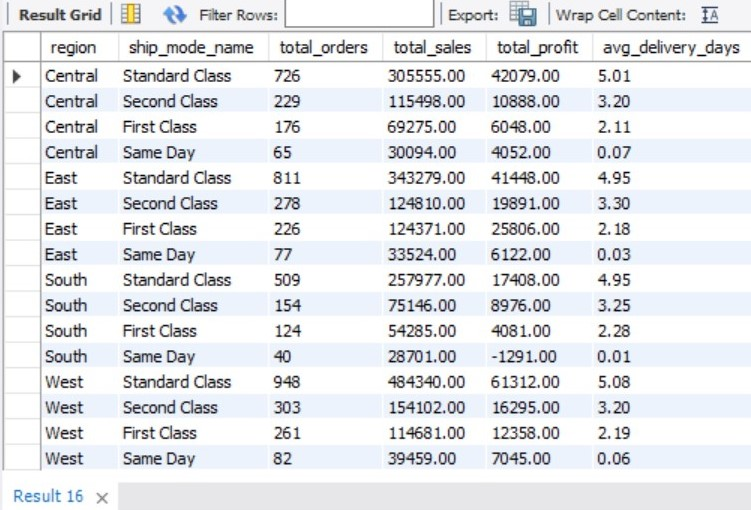 Result Grid Filter Rows: Export: Wrap Cell Content:
region ship_mode_name total_orders total_sales total_profit avg_delivery_days
Central Standard Class 726 305555.00 42079.00 5.01
Central Second Class 229 115498.00 10888.00 3.20
Central First Class 176 69275.00 6048.00 2.11
Central Same Day 65 30094.00 4052.00 0.07
East Standard Class 811 343279.00 41448.00 4.95
East Second Class 278 124810.00 19891.00 3.30
East First Class 226 124371.00 25806.00 2.18
East Same Day 77 33524.00 6122.00 0.03
South Standard Class 509 257977.00 17408.00 4.95
South Second Class 154 75146.00 8976.00 3.25
South First Class 124 54285.00 4081.00 2.28
South Same Day 40 28701.00 -1291.00 0.01
West Standard Class 948 484340.00 61312.00 5.08
West Second Class 303 154102.00 16295.00 3.20
West First Class 261 114681.00 12358.00 2.19
West Same Day 82 39459.00 7045.00 0.06
Result 16